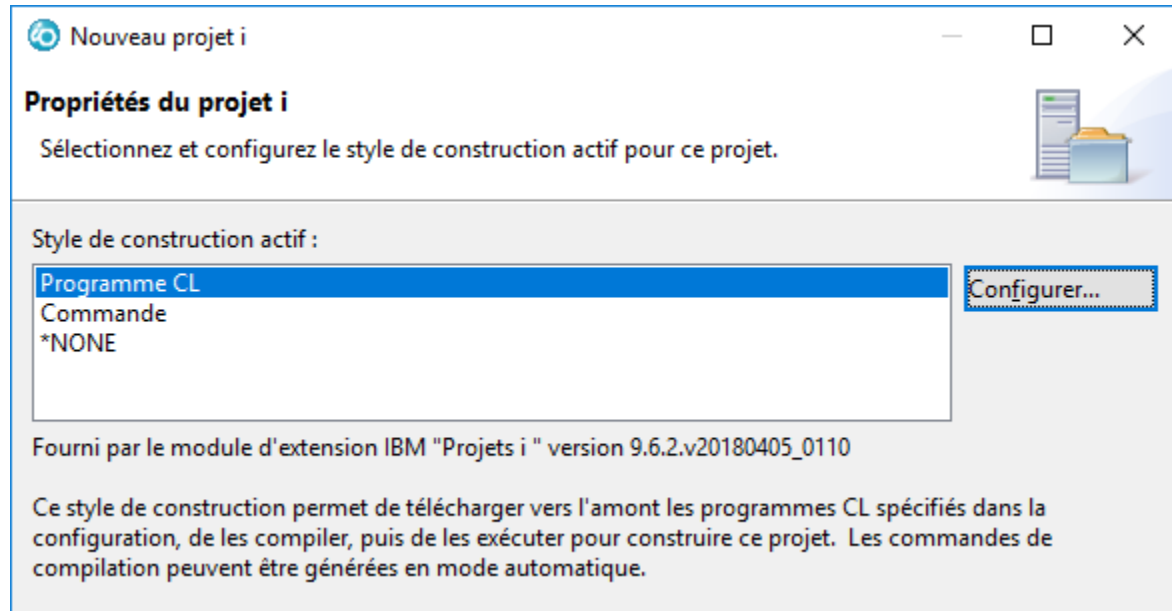 Nouveau projet i
Propriétés du projet i
Sélectionnez et configurez le style de construction actif pour ce projet.
Style de construction actif :
Programme CL
Configurer...
Commande
*NONE
Fourni par le module d'extension IBM "Projets i " version 9.6.2.v20180405_0110
Ce style de construction permet de télécharger vers l'amont les programmes CL spécifiés dans la
configuration, de les compiler, puis de les exécuter pour construire ce projet.  Les commandes de
compilation peuvent être générées en mode automatique.